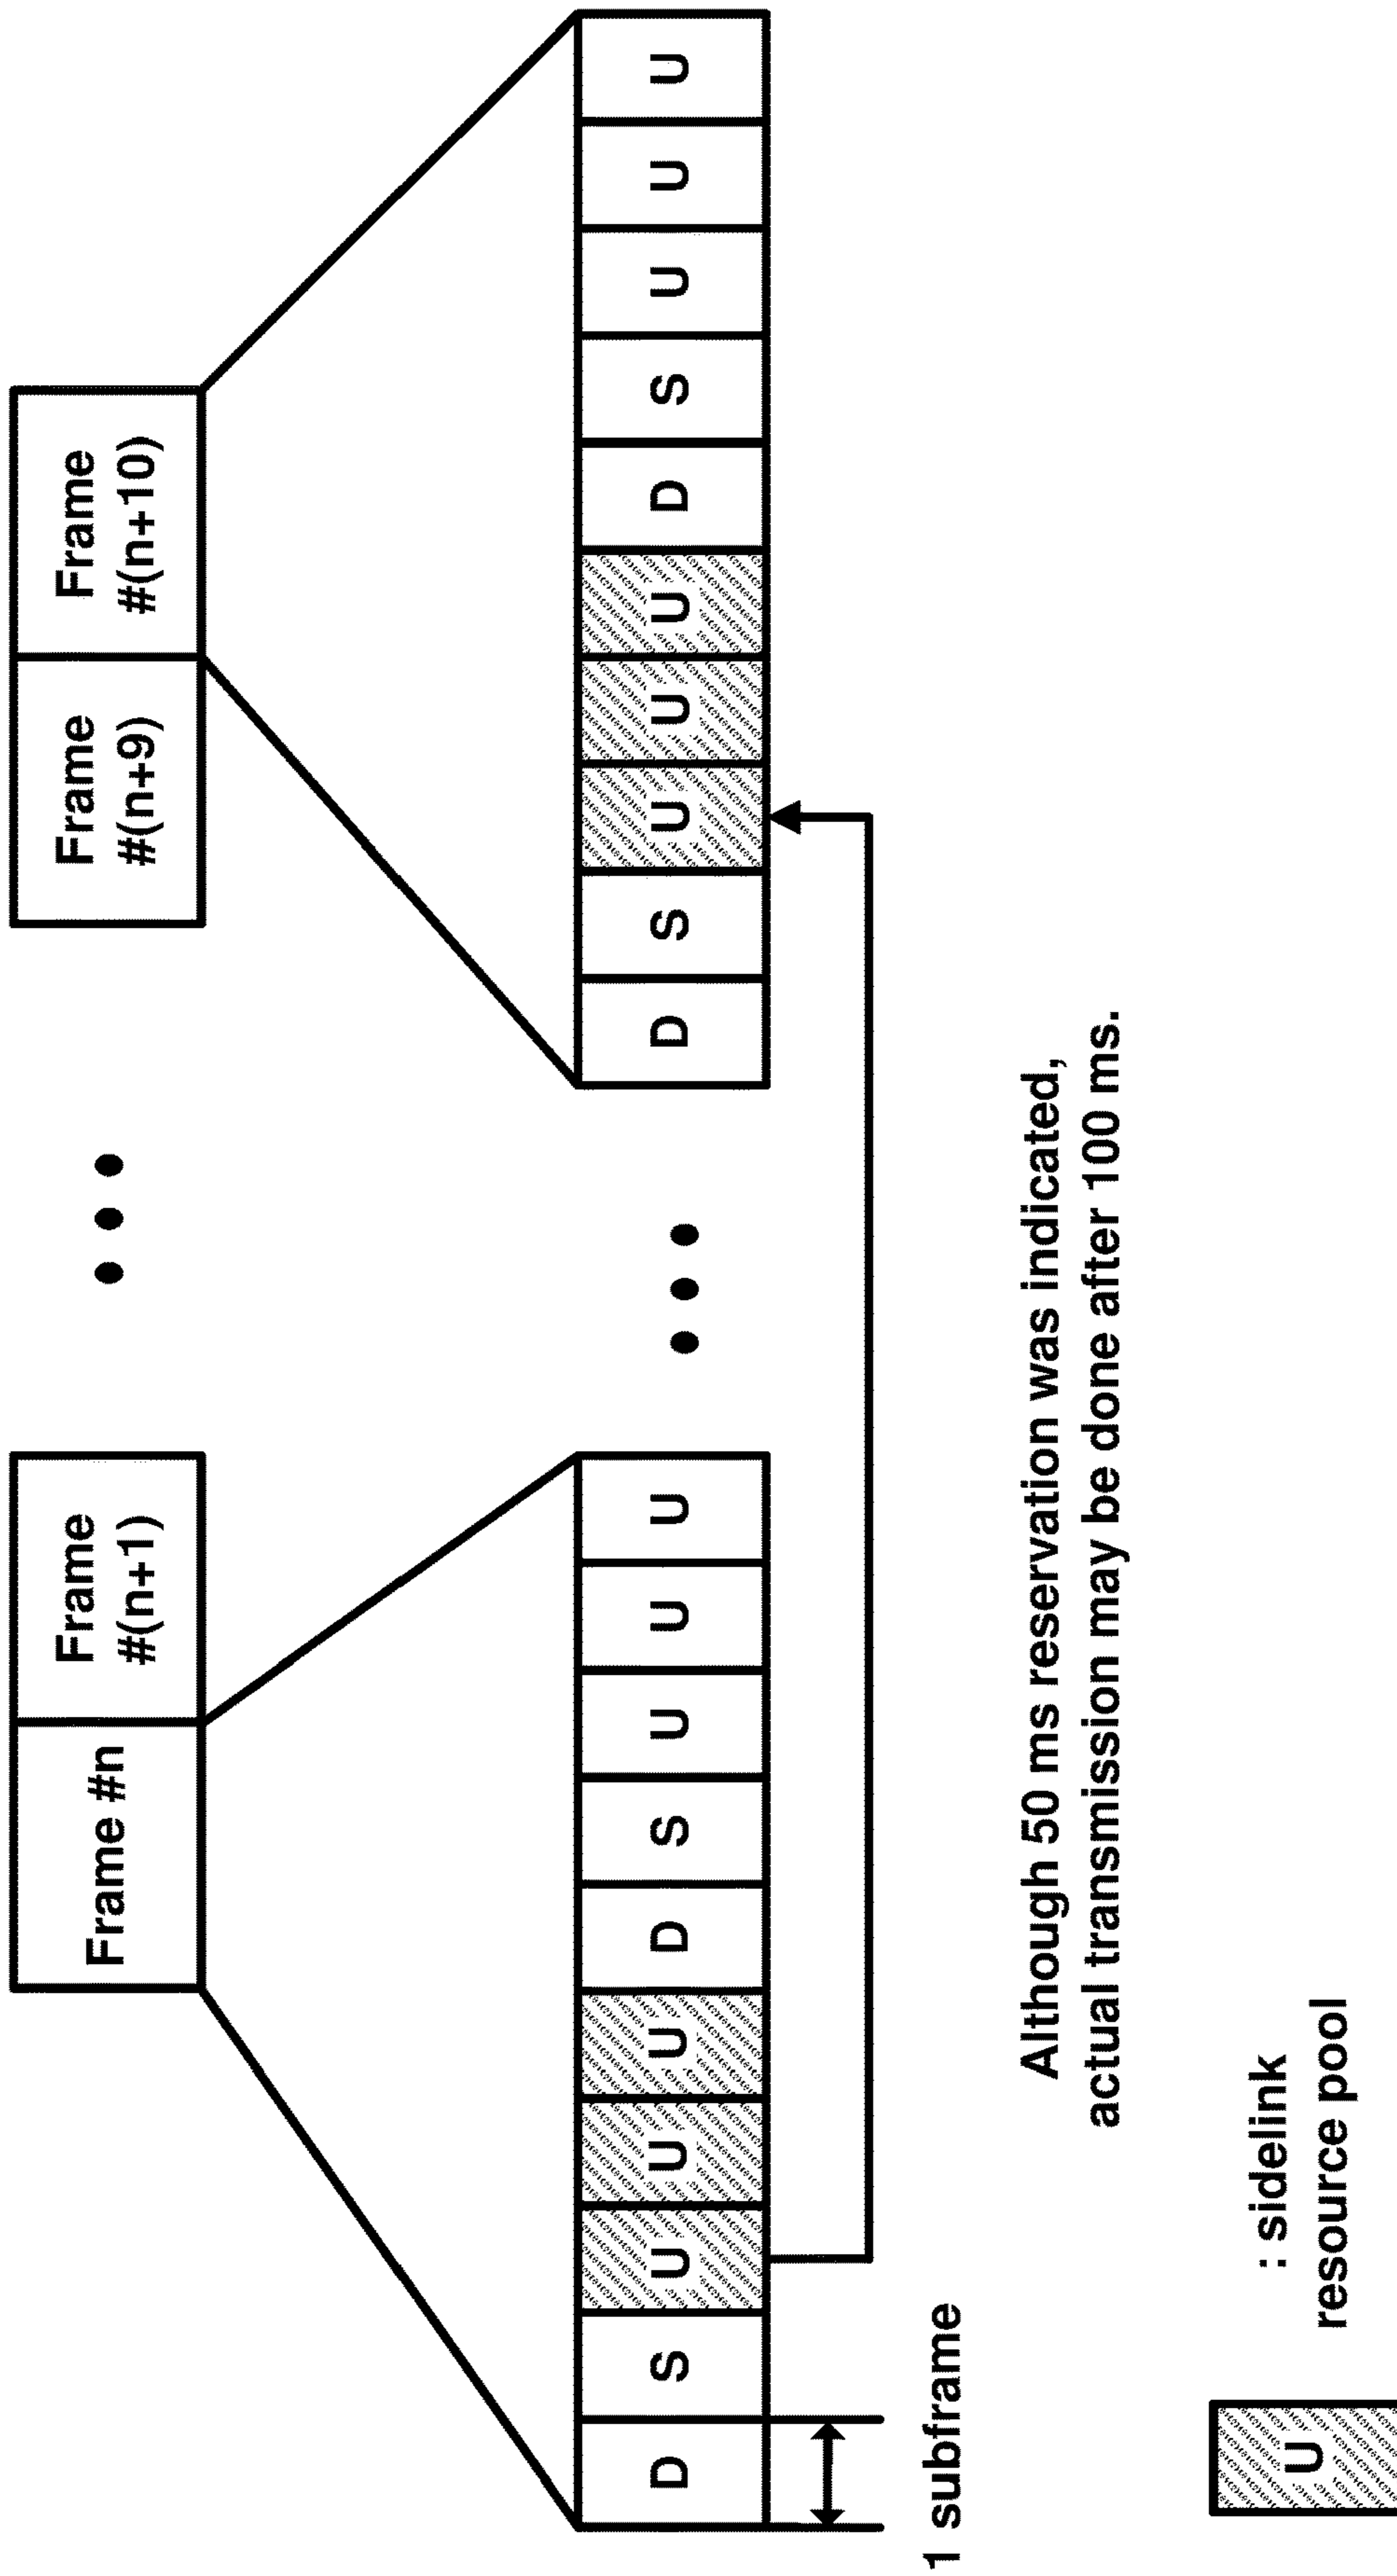 Frame #n
Frame
#(n+1)
Frame
#(n+9)
Frame
#(n+10)
D S U U U D S U U U
D S U U U D S U U U
1 subframe
Although 50 ms reservation was indicated,
actual transmission may be done after 100 ms.
U
: sidelink
resource pool